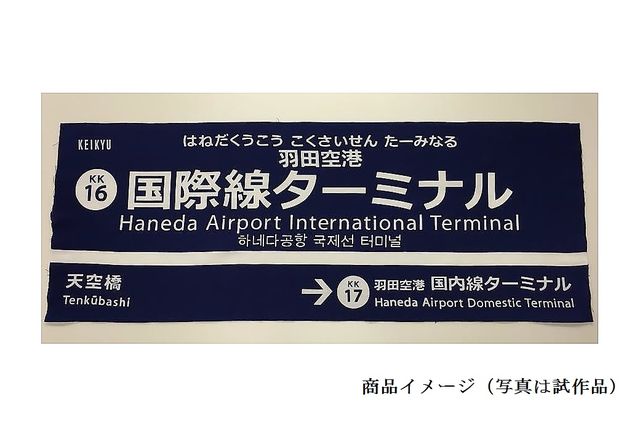 KEIKYU
はねだくうこう こくさいせん たーみなる
羽田空港
KK
16
国際線ターミナル
Haneda Airport International Terminal
하네다공항 국제선 터미널
天空橋
Tenkūbashi
→
KK
17
羽田空港 国内線ターミナル
Haneda Airport Domestic Terminal
商品イメージ（写真は試作品）